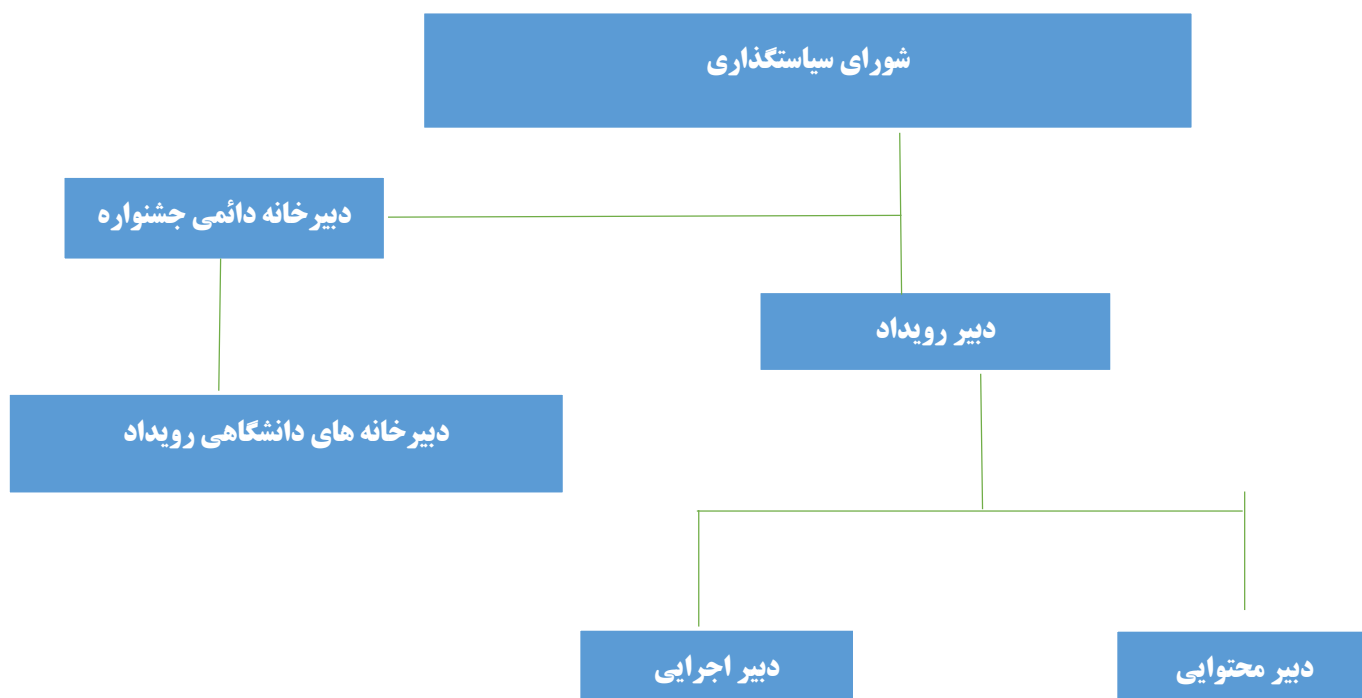 شورای سیاستگذاری
دبیرخانه دائمی جشنواره
دبیر رویداد
دبیرخانه های دانشگاهی رویداد
دبیر محتوایی
دبیر اجرایی